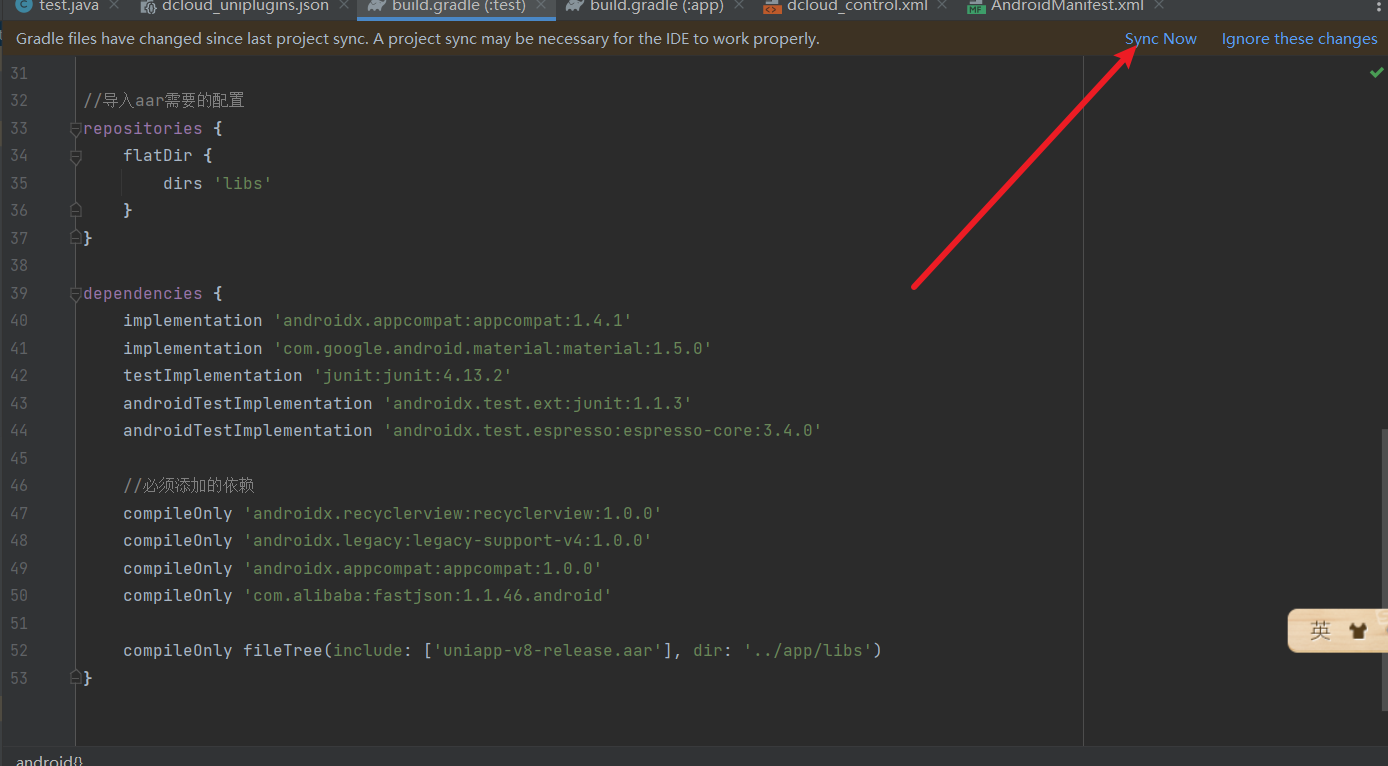 test.java
dcloud_uniplugins.json
build.gradle (:test)
build.gradle (:app)
dcloud_control.xml
AndroidManifest.xml
Gradle files have changed since last project sync. A project sync may be necessary for the IDE to work properly.
Sync Now
Ignore these changes
31
32 //导入aar需要的配置
33 repositories {
34 flatDir {
35 dirs 'libs'
36 }
37 }
38
39 dependencies {
40 implementation 'androidx.appcompat:appcompat:1.4.1'
41 implementation 'com.google.android.material:material:1.5.0'
42 testImplementation 'junit:junit:4.13.2'
43 androidTestImplementation 'androidx.test.ext:junit:1.1.3'
44 androidTestImplementation 'androidx.test.espresso:espresso-core:3.4.0'
45
46 //必须添加的依赖
47 compileOnly 'androidx.recyclerview:recyclerview:1.0.0'
48 compileOnly 'androidx.legacy:legacy-support-v4:1.0.0'
49 compileOnly 'androidx.appcompat:appcompat:1.0.0'
50 compileOnly 'com.alibaba:fastjson:1.1.46.android'
51
52 compileOnly fileTree(include: ['uniapp-v8-release.aar'], dir: '../app/libs')
53 }
英
android{}